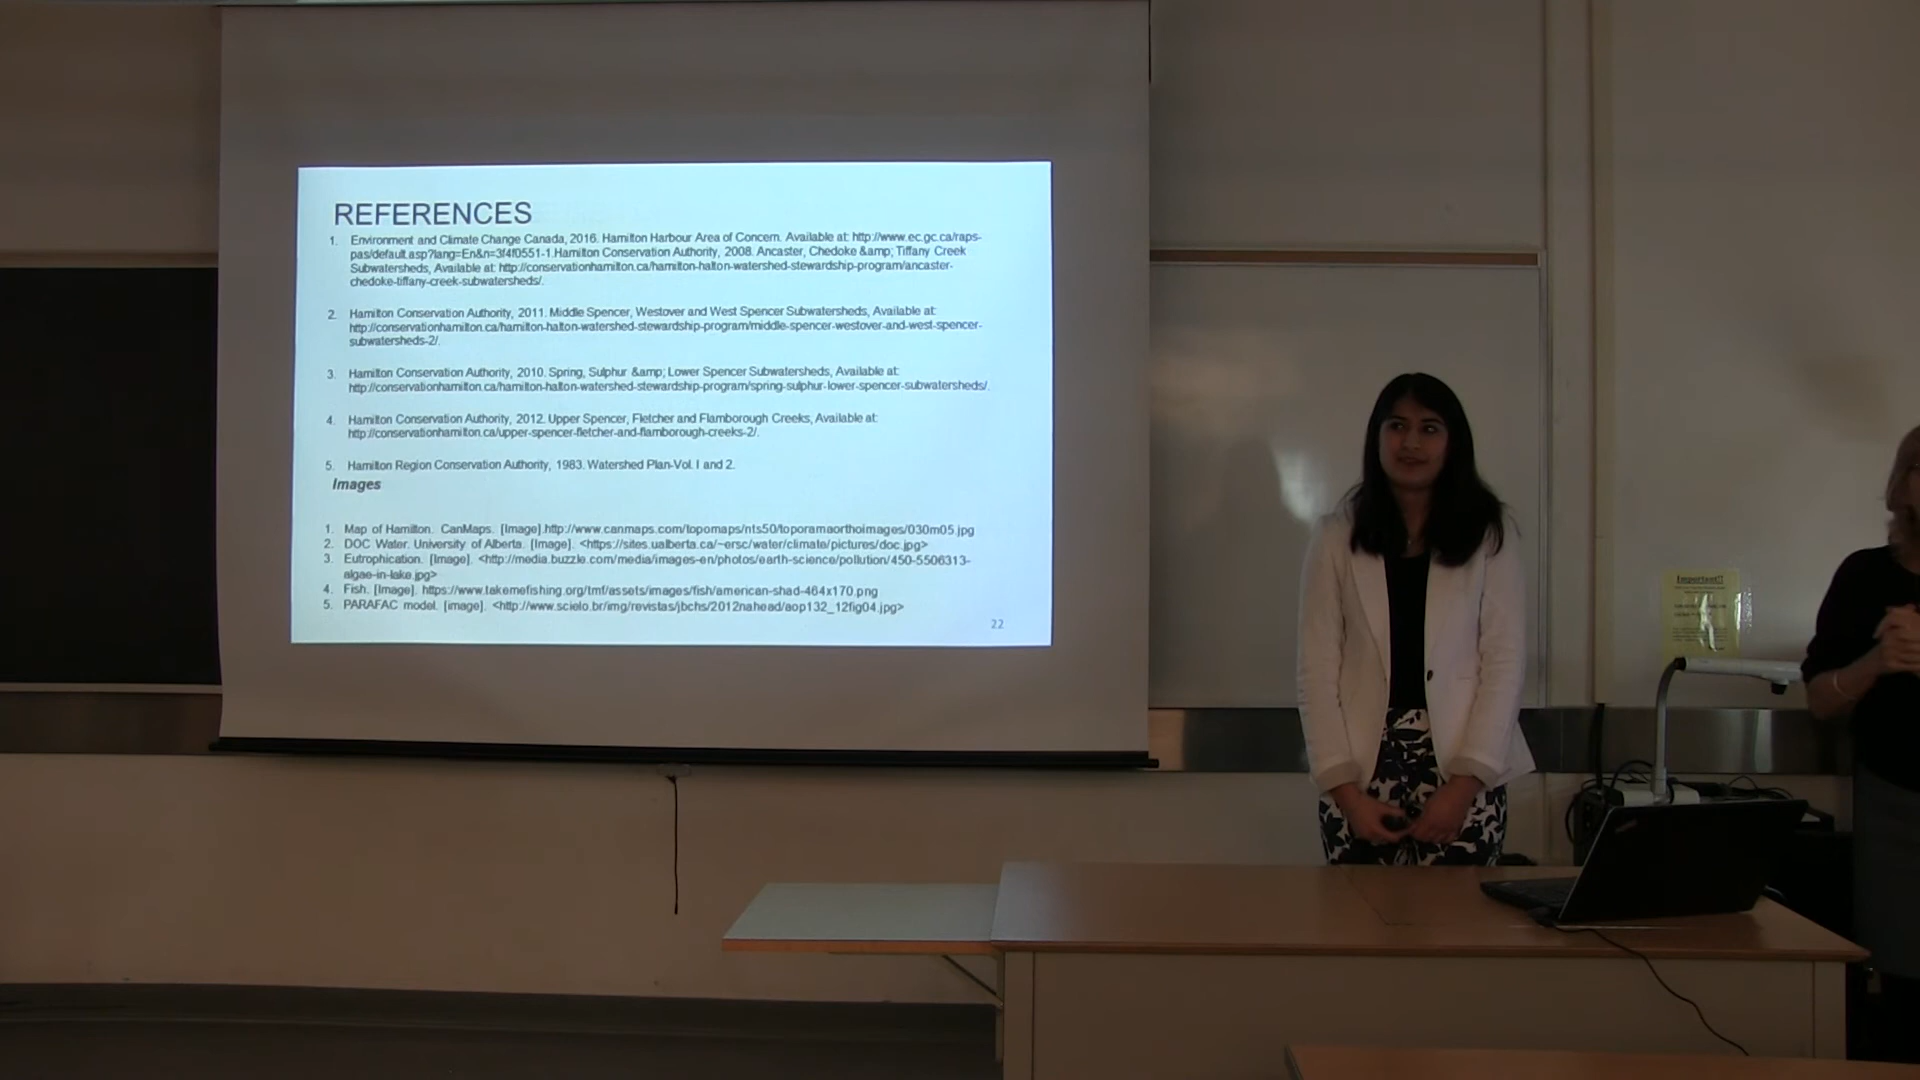 REFERENCES
1. Environment and Climate Change Canada, 2016. Hamilton Harbour Area of Concern. Available at: http://www.ec.gc.ca/raps-
pas/default.asp?lang=En&n=3f4f0551-1.Hamilton Conservation Authority, 2008. Ancaster, Chedoke &amp; Tiffany Creek
Subwatersheds, Available at: http://conservationhamilton.ca/hamilton-halton-watershed-stewardship-program/ancaster-
chedoke-tiffany-creek-subwatersheds/.
2. Hamilton Conservation Authority, 2011. Middle Spencer, Westover and West Spencer Subwatersheds, Available at:
http://conservationhamilton.ca/hamilton-halton-watershed-stewardship-program/middle-spencer-westover-and-west-spencer-
subwatersheds-2/.
3. Hamilton Conservation Authority, 2010. Spring, Sulphur &amp; Lower Spencer Subwatersheds, Available at:
http://conservationhamilton.ca/hamilton-halton-watershed-stewardship-program/spring-sulphur-lower-spencer-subwatersheds/.
4. Hamilton Conservation Authority, 2012. Upper Spencer, Fletcher and Flamborough Creeks, Available at:
http://conservationhamilton.ca/upper-spencer-fletcher-and-flamborough-creeks-2/.
5. Hamilton Region Conservation Authority, 1983. Watershed Plan-Vol. I and 2.
Images
1. Map of Hamilton. CanMaps. [Image].http://www.canmaps.com/topomaps/nts50/toporamaorthoimages/030m05.jpg
2. DOC Water. University of Alberta. [Image]. <https://sites.ualberta.ca/~ersc/water/climate/pictures/doc.jpg>
3. Eutrophication. [Image]. <http://media.buzzle.com/media/images-en/photos/earth-science/pollution/450-5506313-
algae-in-lake.jpg>
4. Fish. [Image]. https://www.takemefishing.org/tmf/assets/images/fish/american-shad-464x170.png
5. PARAFAC model. [image]. <http://www.scielo.br/img/revistas/jbchs/2012nahead/aop132_12fig04.jpg>
22
Important!!